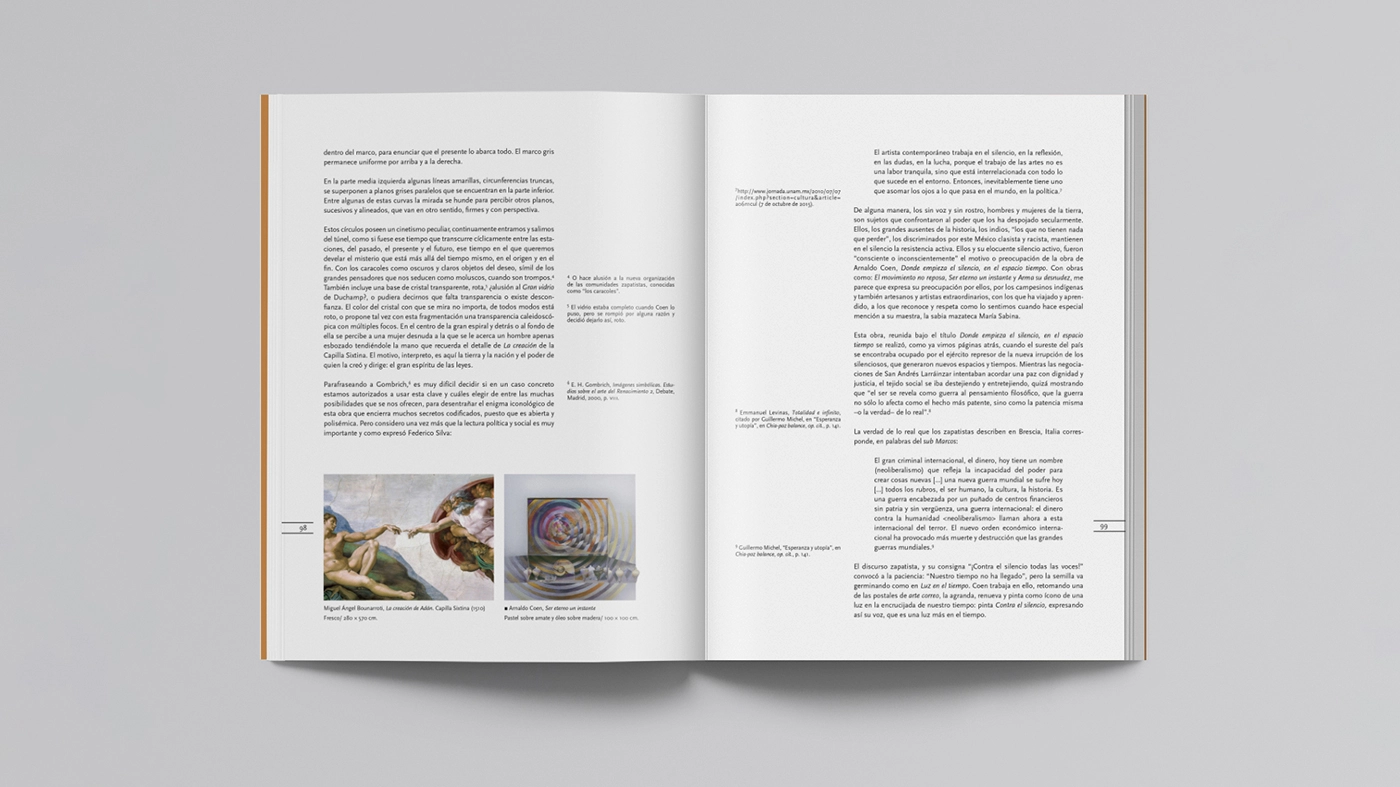 dentro del marco, para enunciar que el presente lo abarca todo. El marco gris
permanece uniforme por arriba y a la derecha.
En la parte media izquierda algunas líneas amarillas, circunferencias truncas,
se superponen a planos grises paralelos que se encuentran en la parte inferior.
Entre algunas de estas curvas la mirada se hunde para percibir otros planos,
sucesivos y alineados, que van en otro sentido, firmes y con perspectiva.
Estos círculos poseen un cinetismo peculiar, continuamente entramos y salimos
del túnel, como si fuese ese tiempo que transcurre cíclicamente entre las esta-
ciones, del pasado, el presente y el futuro, ese tiempo en el que queremos
develar el misterio que está más allá del tiempo mismo, en el origen y en el
fin. Con los caracoles como oscuros y claros objetos del deseo, símil de los
grandes pensadores que nos seducen como moluscos, cuando son trompos.⁴
También incluye una base de cristal transparente, rota,⁵ ¿alusión al Gran vidrio
de Duchamp?, o pudiera decirnos que falta transparencia o existe descon-
fianza. El color del cristal con que se mira no importa, de todos modos está
roto, o propone tal vez con esta fragmentación una transparencia caleidoscó-
pica con múltiples focos. En el centro de la gran espiral y detrás o al fondo de
ella se percibe a una mujer desnuda a la que se le acerca un hombre apenas
esbozado tendiéndole la mano que recuerda el detalle de La creación de la
Capilla Sixtina. El motivo, interpreto, es aquí la tierra y la nación y el poder de
quien la creó y dirige: el gran espíritu de las leyes.
Parafraseando a Gombrich,⁶ es muy difícil decidir si en un caso concreto
estamos autorizados a usar esta clave y cuáles elegir de entre las muchas
posibilidades que se nos ofrecen, para desentrañar el enigma iconológico de
esta obra que encierra muchos secretos codificados, puesto que es abierta y
polisémica. Pero considero una vez más que la lectura política y social es muy
importante y como expresó Federico Silva:
⁴ O hace alusión a la nueva organización
de las comunidades zapatistas, conocidas
como "los caracoles".
⁵ El vidrio estaba completo cuando Coen lo
puso, pero se rompió por alguna razón y
decidió dejarlo así, roto.
⁶ E. H. Gombrich, Imágenes simbólicas. Estu-
dios sobre el arte del Renacimiento 2, Debate,
Madrid, 2000, p. VIII.
98
Miguel Ángel Bounarroti, La creación de Adán. Capilla Sixtina (1510)
Fresco/ 280 × 570 cm.
■ Arnaldo Coen, Ser eterno un instante
Pastel sobre amate y óleo sobre madera/ 100 × 100 cm.
El artista contemporáneo trabaja en el silencio, en la reflexión,
en las dudas, en la lucha, porque el trabajo de las artes no es
una labor tranquila, sino que está interrelacionada con todo lo
que sucede en el entorno. Entonces, inevitablemente tiene uno
que asomar los ojos a lo que pasa en el mundo, en la política.⁷
⁷http://www.jornada.unam.mx/2010/07/07
/index.php?section=cultura&article=
a06n1cul (7 de octubre de 2015).
De alguna manera, los sin voz y sin rostro, hombres y mujeres de la tierra,
son sujetos que confrontaron al poder que los ha despojado secularmente.
Ellos, los grandes ausentes de la historia, los indios, "los que no tienen nada
que perder", los discriminados por este México clasista y racista, mantienen
en el silencio la resistencia activa. Ellos y su elocuente silencio activo, fueron
"consciente o inconscientemente" el motivo o preocupación de la obra de
Arnaldo Coen, Donde empieza el silencio, en el espacio tiempo. Con obras
como: El movimiento no reposa, Ser eterno un instante y Arma su desnudez, me
parece que expresa su preocupación por ellos, por los campesinos indígenas
y también artesanos y artistas extraordinarios, con los que ha viajado y apren-
dido, a los que reconoce y respeta como lo sentimos cuando hace especial
mención a su maestra, la sabia mazateca María Sabina.
Esta obra, reunida bajo el título Donde empieza el silencio, en el espacio
tiempo se realizó, como ya vimos páginas atrás, cuando el sureste del país
se encontraba ocupado por el ejército represor de la nueva irrupción de los
silenciosos, que generaron nuevos espacios y tiempos. Mientras las negocia-
ciones de San Andrés Larráinzar intentaban acordar una paz con dignidad y
justicia, el tejido social se iba destejiendo y entretejiendo, quizá mostrando
que "el ser se revela como guerra al pensamiento filosófico, que la guerra
no sólo lo afecta como el hecho más patente, sino como la patencia misma
–o la verdad– de lo real".⁸
⁸ Emmanuel Levinas, Totalidad e infinito,
citado por Guillermo Michel, en "Esperanza
y utopía", en Chia-paz balance, op. cit., p. 141.
La verdad de lo real que los zapatistas describen en Brescia, Italia corres-
ponde, en palabras del sub Marcos:
El gran criminal internacional, el dinero, hoy tiene un nombre
(neoliberalismo) que refleja la incapacidad del poder para
crear cosas nuevas [...] una nueva guerra mundial se sufre hoy
[...] todos los rubros, el ser humano, la cultura, la historia. Es
una guerra encabezada por un puñado de centros financieros
sin patria y sin vergüenza, una guerra internacional: el dinero
contra la humanidad <neoliberalismo> llaman ahora a esta
internacional del terror. El nuevo orden económico interna-
cional ha provocado más muerte y destrucción que las grandes
guerras mundiales.⁹
⁹ Guillermo Michel, "Esperanza y utopía", en
Chia-paz balance, op. cit., p. 141.
99
El discurso zapatista, y su consigna "¡Contra el silencio todas las voces!"
convocó a la paciencia: "Nuestro tiempo no ha llegado", pero la semilla va
germinando como en Luz en el tiempo. Coen trabaja en ello, retomando una
de las postales de arte correo, la agranda, renueva y pinta como ícono de una
luz en la encrucijada de nuestro tiempo: pinta Contra el silencio, expresando
así su voz, que es una luz más en el tiempo.